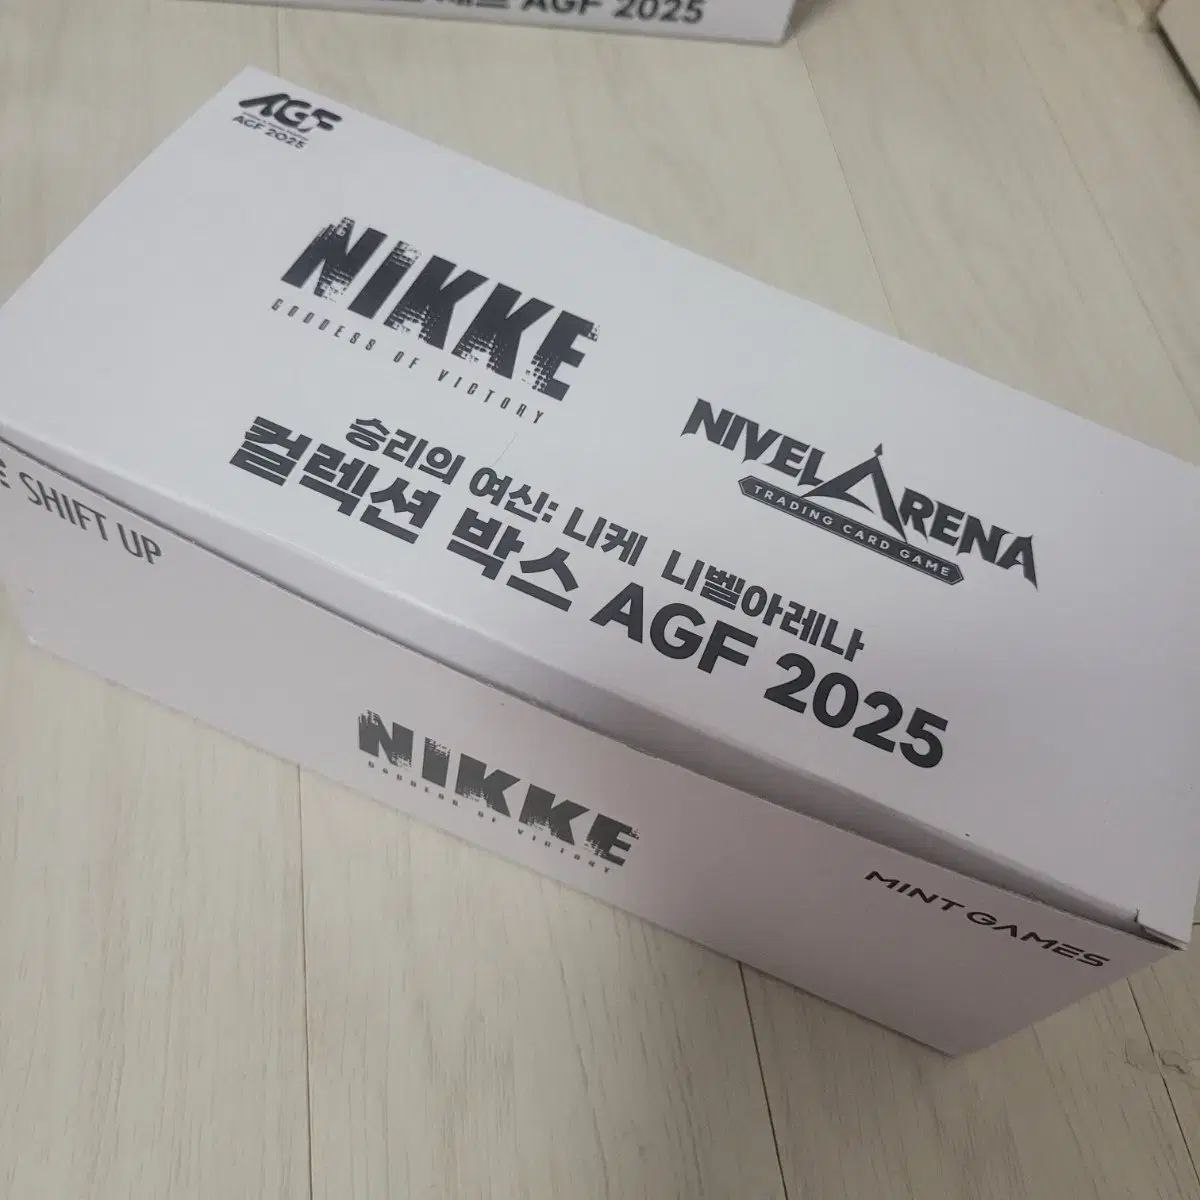 AGF 2025
AGF
AGF 2025
NIKKE
GODDESS OF VICTORY
NIVEL ARENA
TRADING CARD GAME
승리의 여신: 니케 니벨아레나
컬렉션 박스 AGF 2025
SHIFT UP
NIKKE
GODDESS OF VICTORY
MINT GAMES